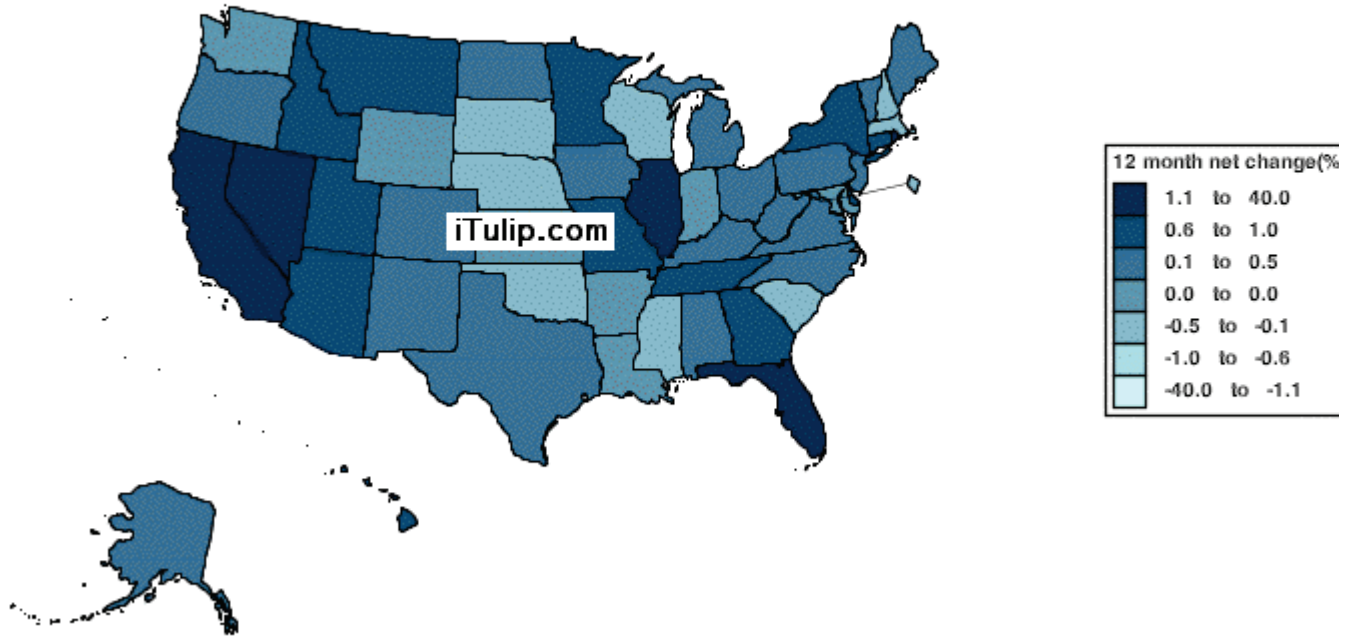 iTulip.com
12 month net change(%
1.1 to 40.0
0.6 to 1.0
0.1 to 0.5
0.0 to 0.0
-0.5 to -0.1
-1.0 to -0.6
-40.0 to -1.1